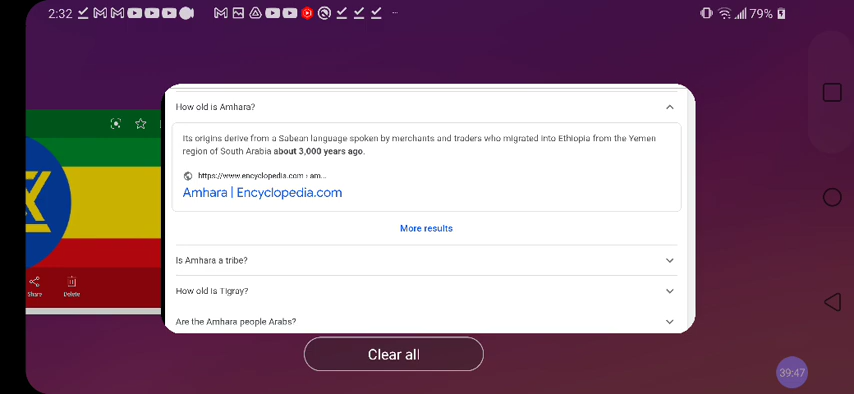 2:32
79%
How old is Amhara?
Its origins derive from a Sabean language spoken by merchants and traders who migrated into Ethiopia from the Yemen
region of South Arabia about 3,000 years ago.
https://www.encyclopedia.com › am...
Amhara | Encyclopedia.com
More results
Is Amhara a tribe?
How old is Tigray?
Are the Amhara people Arabs?
Share
Delete
Clear all
39:47